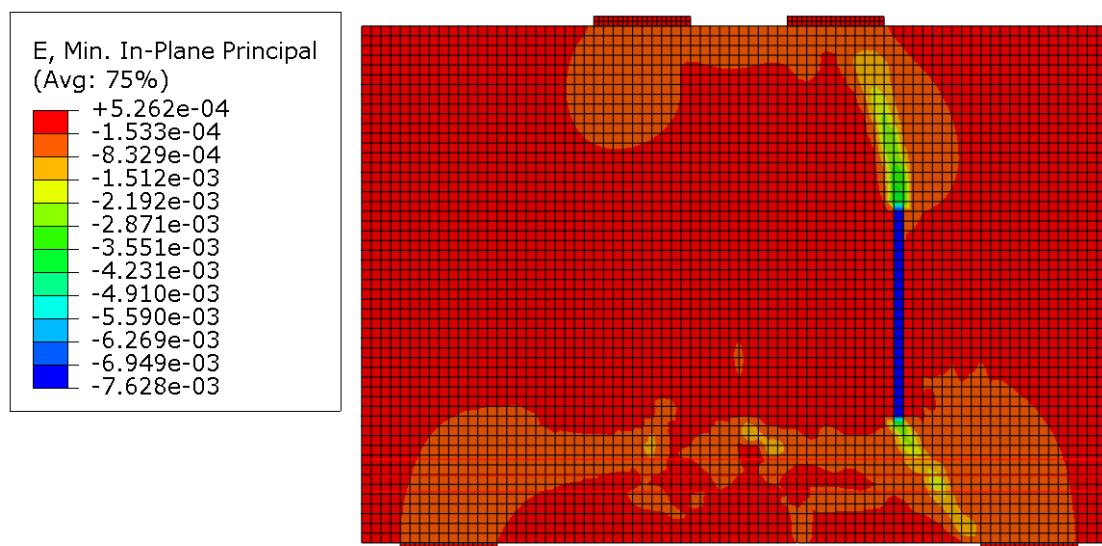 E, Min. In-Plane Principal
(Avg: 75%)
+5.262e-04
-1.533e-04
-8.329e-04
-1.512e-03
-2.192e-03
-2.871e-03
-3.551e-03
-4.231e-03
-4.910e-03
-5.590e-03
-6.269e-03
-6.949e-03
-7.628e-03